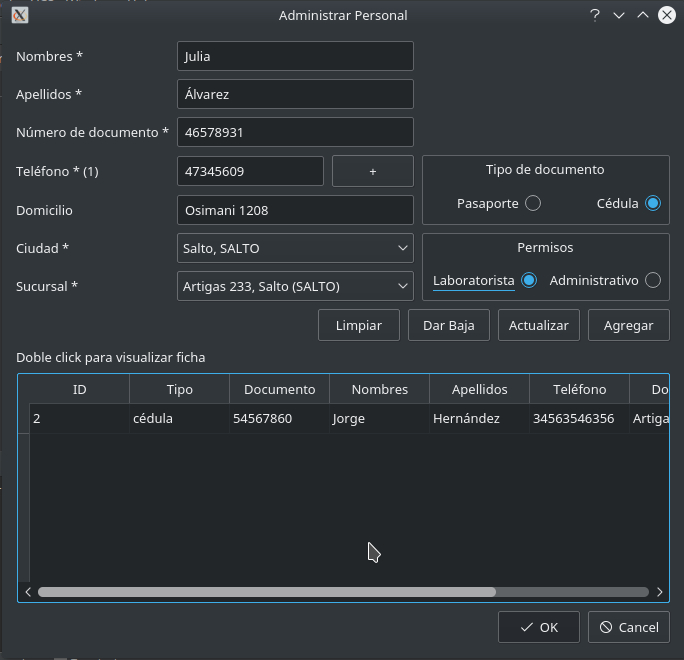 Administrar Personal
Nombres * Julia
Apellidos * Álvarez
Número de documento * 46578931
Teléfono * (1) 47345609 +
Tipo de documento
Pasaporte Cédula
Domicilio Osimani 1208
Ciudad * Salto, SALTO
Permisos
Sucursal * Artigas 233, Salto (SALTO)
Laboratorista Administrativo
Limpiar Dar Baja Actualizar Agregar
Doble click para visualizar ficha
ID Tipo Documento Nombres Apellidos Teléfono Do
2 cédula 54567860 Jorge Hernández 34563546356 Artiga
OK Cancel